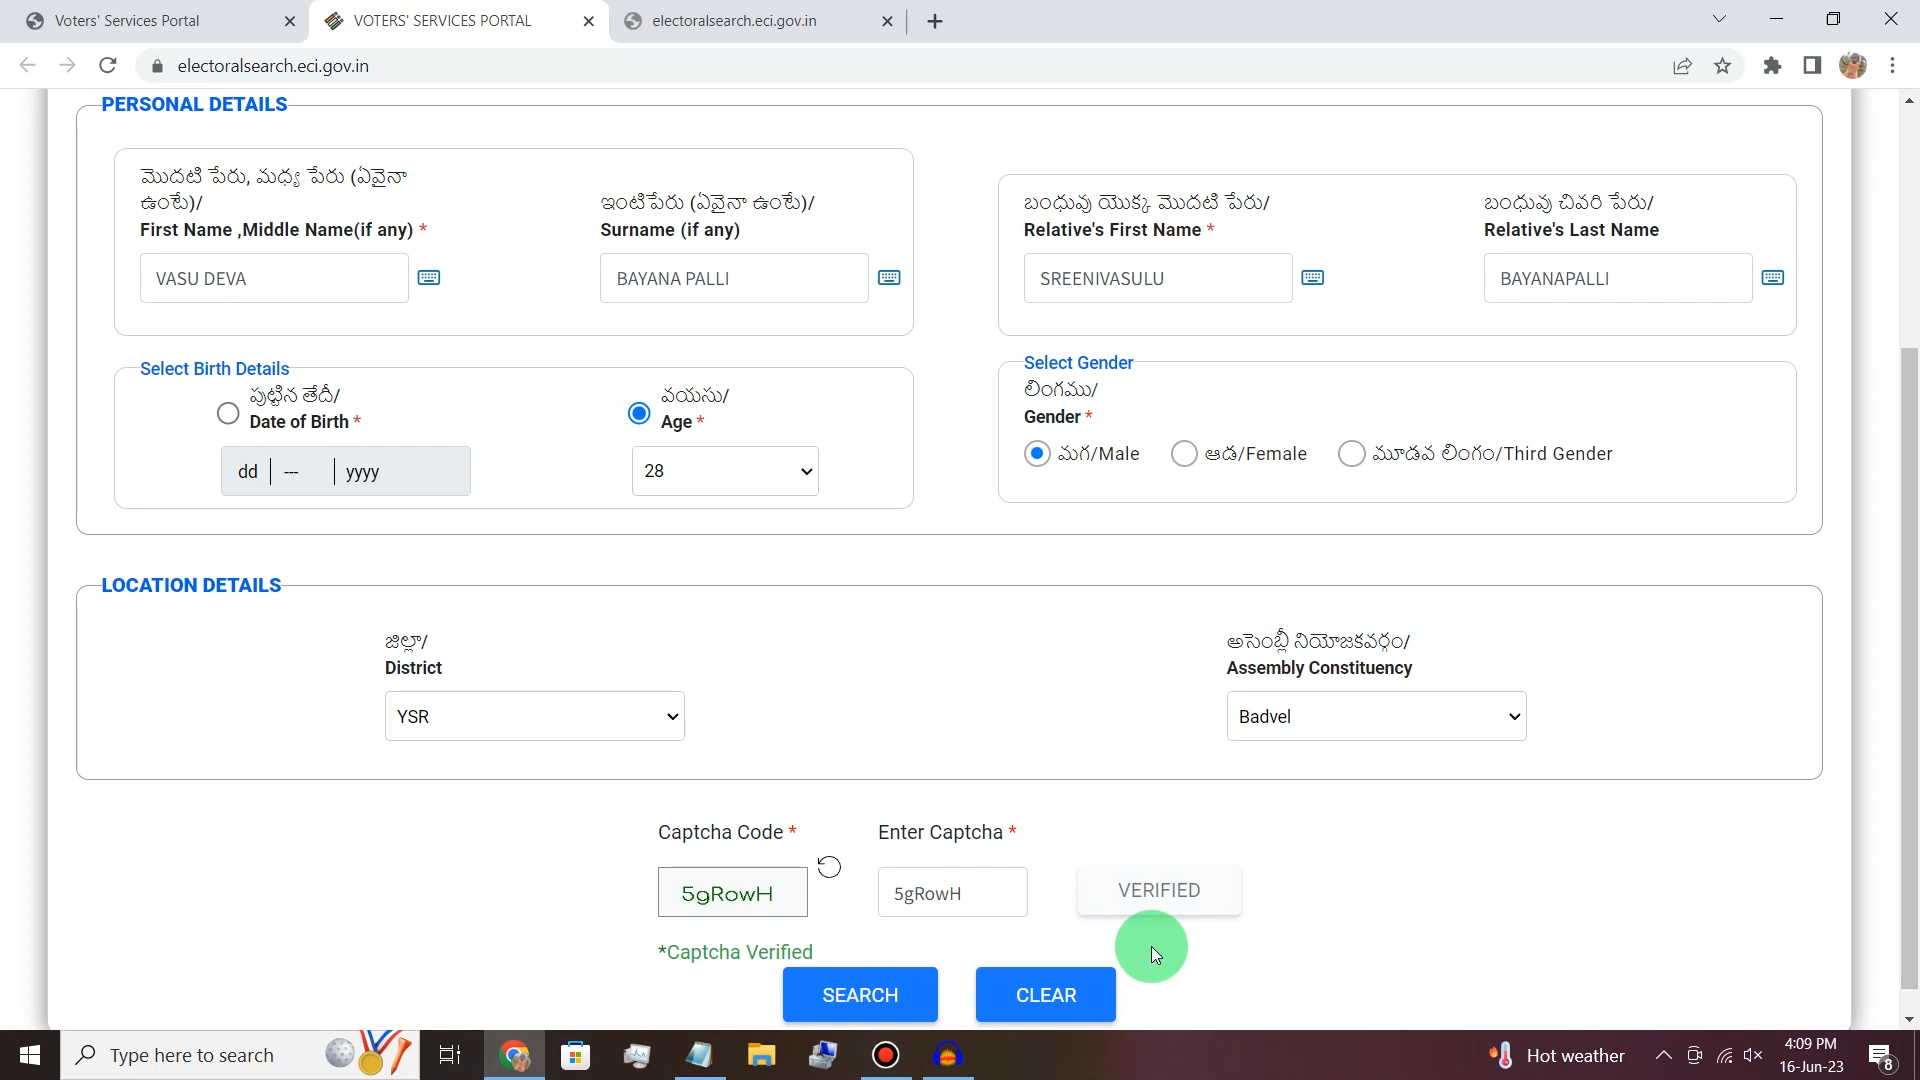 Voters' Services Portal
VOTERS' SERVICES PORTAL
electoralsearch.eci.gov.in
electoralsearch.eci.gov.in
PERSONAL DETAILS
మొదటి పేరు, మధ్య పేరు (ఏవైనా
ఉంటే)/
First Name ,Middle Name(if any) *
ఇంటిపేరు (ఏవైనా ఉంటే)/
Surname (if any)
బంధువు యొక్క మొదటి పేరు/
Relative's First Name *
బంధువు చివరి పేరు/
Relative's Last Name
VASU DEVA
BAYANA PALLI
SREENIVASULU
BAYANAPALLI
Select Birth Details
పుట్టిన తేదీ/
Date of Birth *
వయసు/
Age *
dd --- yyyy
28
Select Gender
లింగము/
Gender *
మగ/Male
ఆడ/Female
మూడవ లింగం/Third Gender
LOCATION DETAILS
జిల్లా/
District
YSR
అసెంబ్లీ నియోజకవర్గం/
Assembly Constituency
Badvel
Captcha Code *
Enter Captcha *
5gRowH
5gRowH
VERIFIED
*Captcha Verified
SEARCH
CLEAR
Type here to search
Hot weather
4:09 PM
16-Jun-23
8